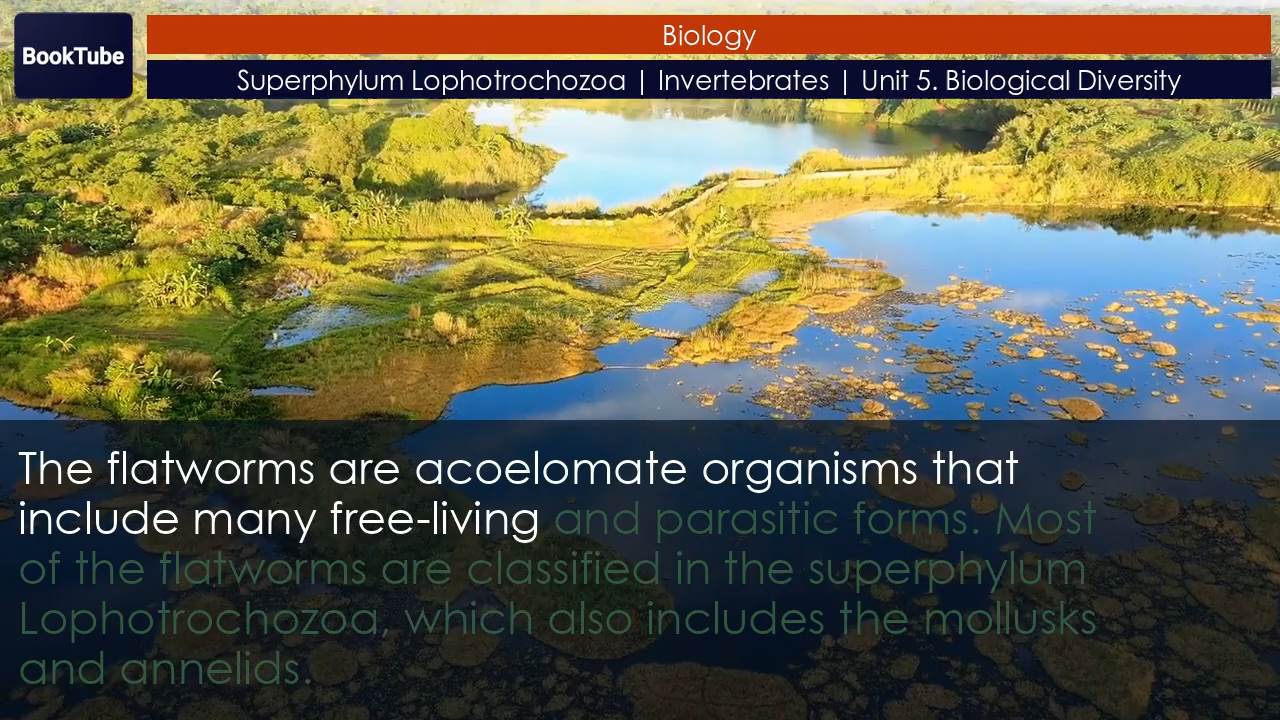 BookTube
Biology
Superphylum Lophotrochozoa | Invertebrates | Unit 5. Biological Diversity
The flatworms are acoelomate organisms that
include many free-living and parasitic forms. Most
of the flatworms are classified in the superphylum
Lophotrochozoa, which also includes the mollusks
and annelids.